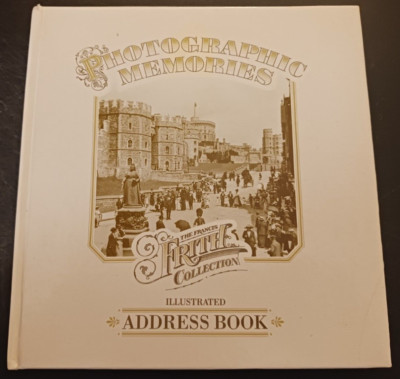 PHOTOGRAPHIC
MEMORIES
THE FRANCIS
FRITH
COLLECTION
ILLUSTRATED
ADDRESS BOOK